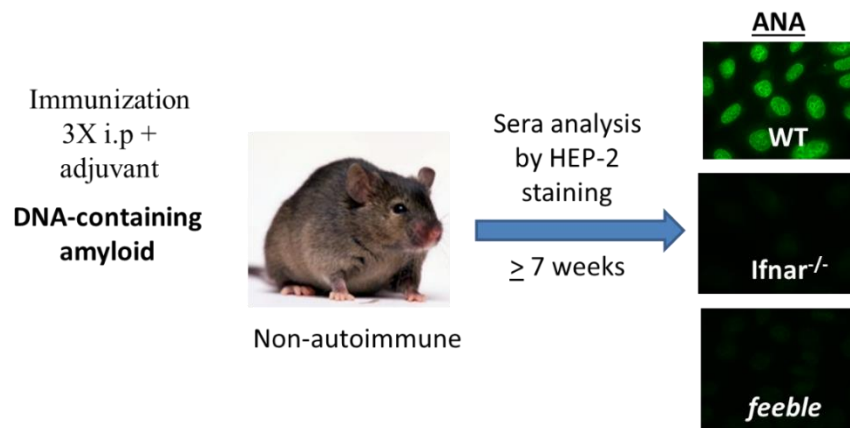 Immunization
3X i.p +
adjuvant
DNA-containing
amyloid
Non-autoimmune
Sera analysis
by HEP-2
staining
≥ 7 weeks
ANA
WT
Ifnar-/-
feeble